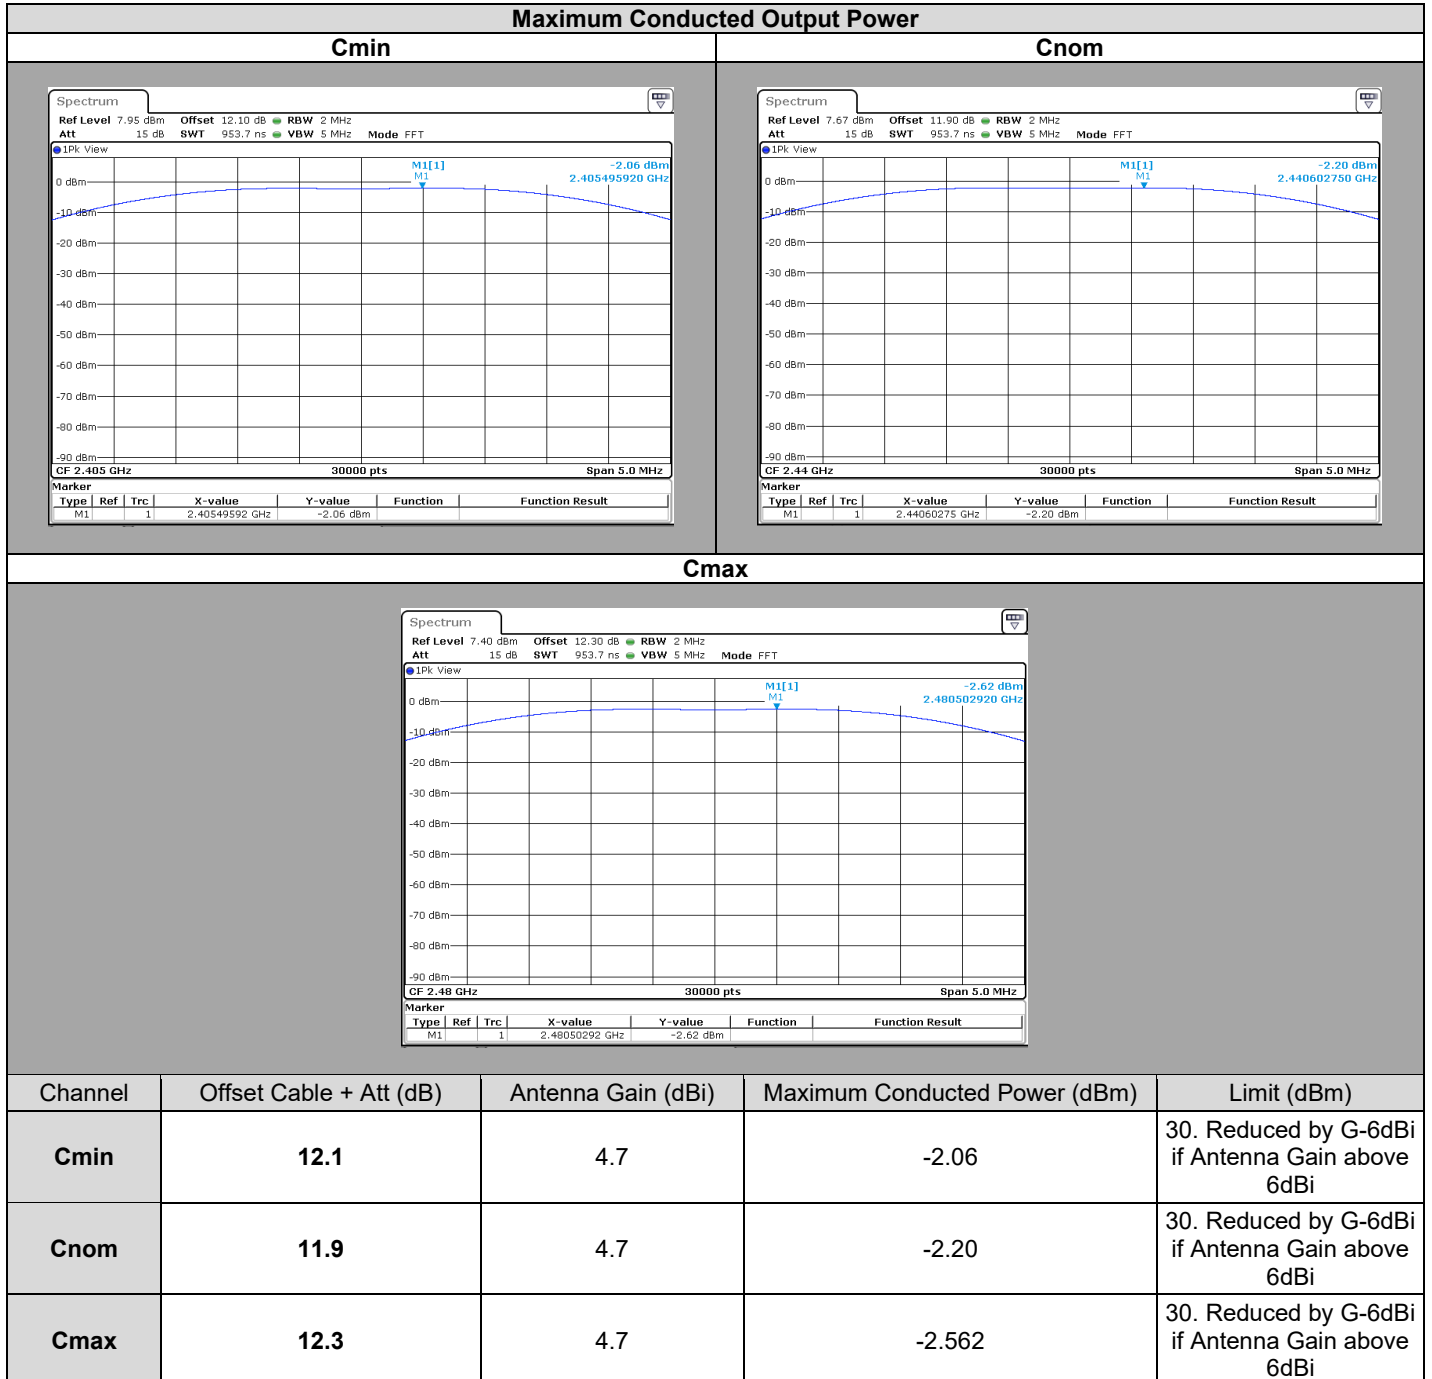 Maximum Conducted Output Power
Cmin
Cnom
Spectrum
Ref Level 7.95 dBm Offset 12.10 dB RBW 2 MHz
Att 15 dB SWT 953.7 ns VBW 5 MHz Mode FFT
1Pk View
M1[1] -2.06 dBm
2.405495920 GHz
M1
0 dBm
-10 dBm
-20 dBm
-30 dBm
-40 dBm
-50 dBm
-60 dBm
-70 dBm
-80 dBm
-90 dBm
CF 2.405 GHz 30000 pts Span 5.0 MHz
Marker
Type Ref Trc X-value Y-value Function Function Result
M1 1 2.40549592 GHz -2.06 dBm
Spectrum
Ref Level 7.67 dBm Offset 11.90 dB RBW 2 MHz
Att 15 dB SWT 953.7 ns VBW 5 MHz Mode FFT
1Pk View
M1[1] -2.20 dBm
2.440602750 GHz
M1
0 dBm
-10 dBm
-20 dBm
-30 dBm
-40 dBm
-50 dBm
-60 dBm
-70 dBm
-80 dBm
-90 dBm
CF 2.44 GHz 30000 pts Span 5.0 MHz
Marker
Type Ref Trc X-value Y-value Function Function Result
M1 1 2.44060275 GHz -2.20 dBm
Cmax
Spectrum
Ref Level 7.40 dBm Offset 12.30 dB RBW 2 MHz
Att 15 dB SWT 953.7 ns VBW 5 MHz Mode FFT
1Pk View
M1[1] -2.62 dBm
2.480502920 GHz
M1
0 dBm
-10 dBm
-20 dBm
-30 dBm
-40 dBm
-50 dBm
-60 dBm
-70 dBm
-80 dBm
-90 dBm
CF 2.48 GHz 30000 pts Span 5.0 MHz
Marker
Type Ref Trc X-value Y-value Function Function Result
M1 1 2.48050292 GHz -2.62 dBm
Channel Offset Cable + Att (dB) Antenna Gain (dBi) Maximum Conducted Power (dBm) Limit (dBm)
Cmin 12.1 4.7 -2.06 30. Reduced by G-6dBi
if Antenna Gain above
6dBi
Cnom 11.9 4.7 -2.20 30. Reduced by G-6dBi
if Antenna Gain above
6dBi
Cmax 12.3 4.7 -2.562 30. Reduced by G-6dBi
if Antenna Gain above
6dBi